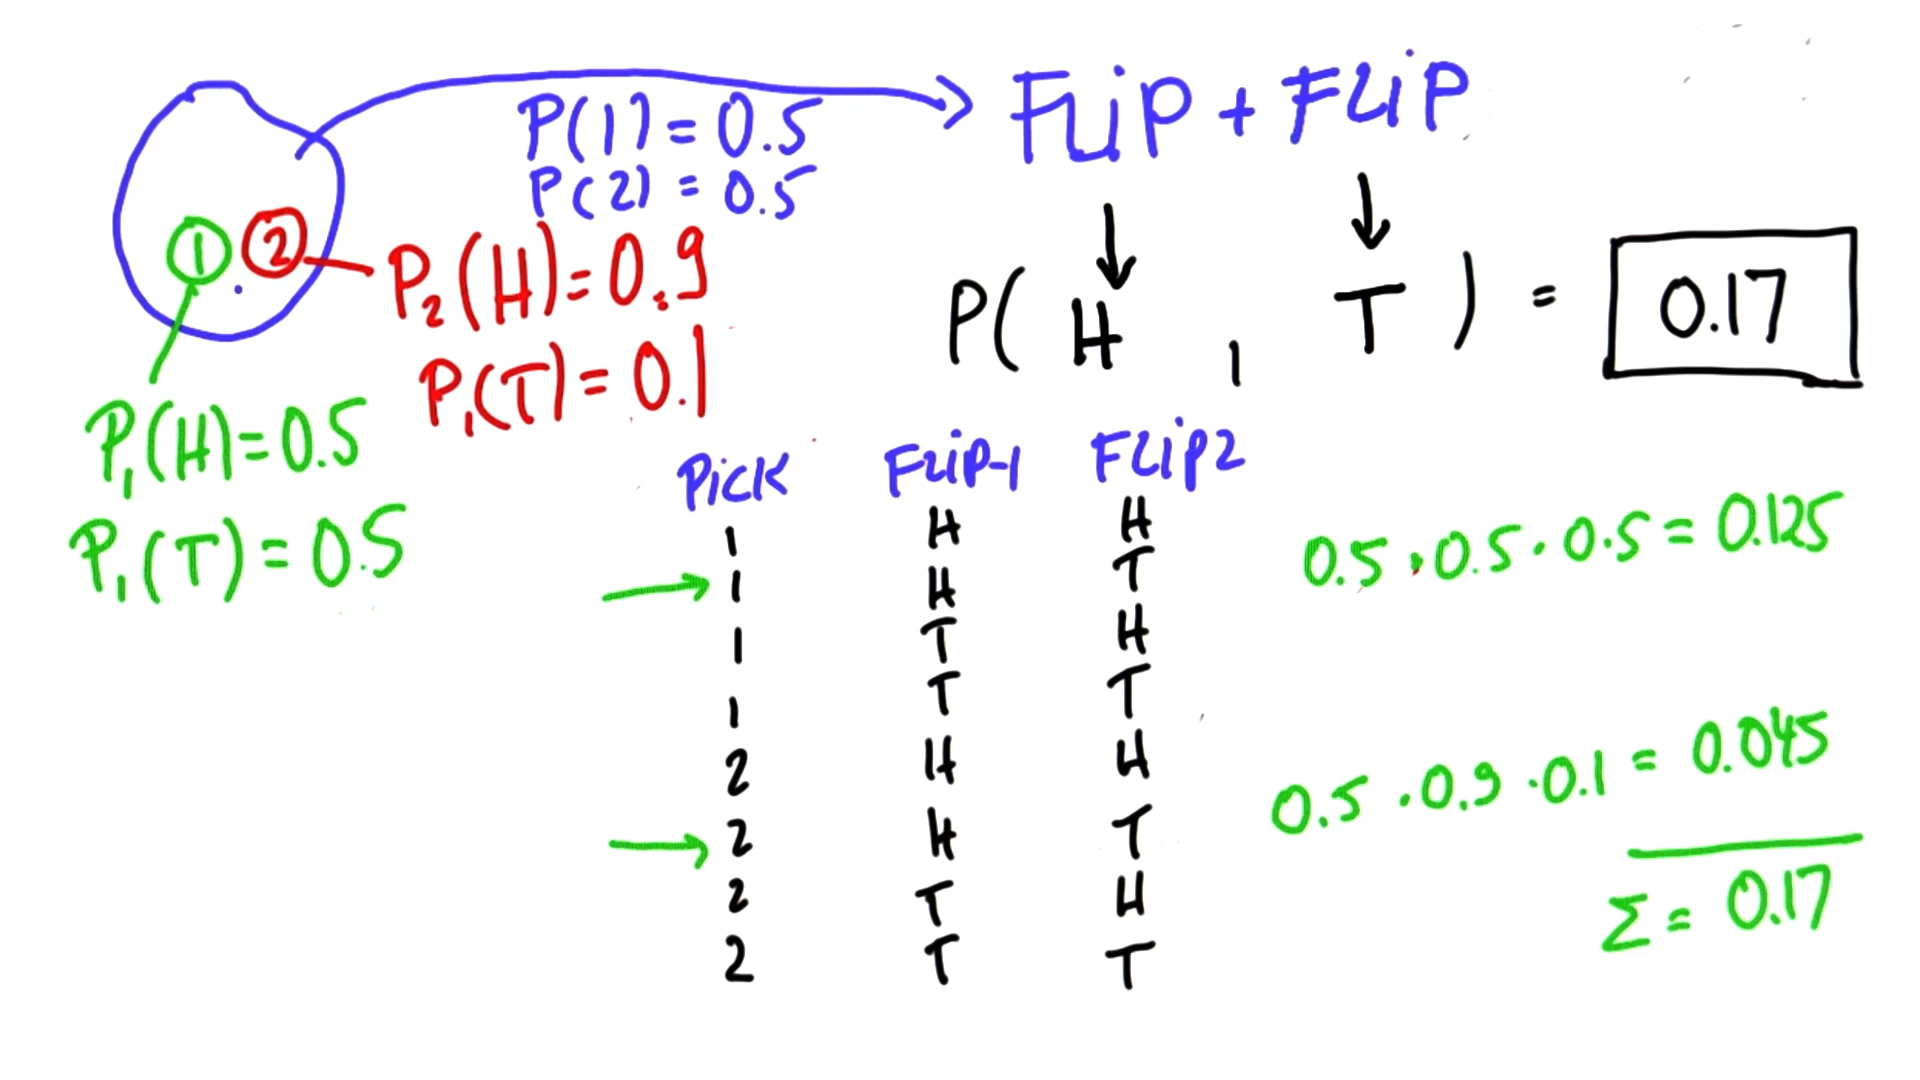 P(1) = 0.5
P(2) = 0.5
FLiP + FLiP
1 2
P₂(H) = 0.9
P₁(T) = 0.1
P₁(H) = 0.5
P₁(T) = 0.5
P( H , T ) = 0.17
Pick FLiP-1 FLiP2
1 H H
1 H T 0.5 · 0.5 · 0.5 = 0.125
1 T H
1 T T
2 H H
2 H T 0.5 · 0.9 · 0.1 = 0.045
2 T H Σ = 0.17
2 T T